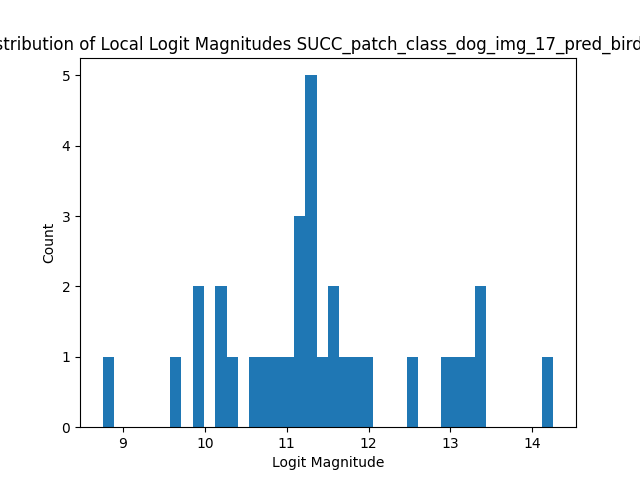 stribution of Local Logit Magnitudes SUCC_patch_class_dog_img_17_pred_bird
5
4
3
2
1
0
Count
9 10 11 12 13 14
Logit Magnitude